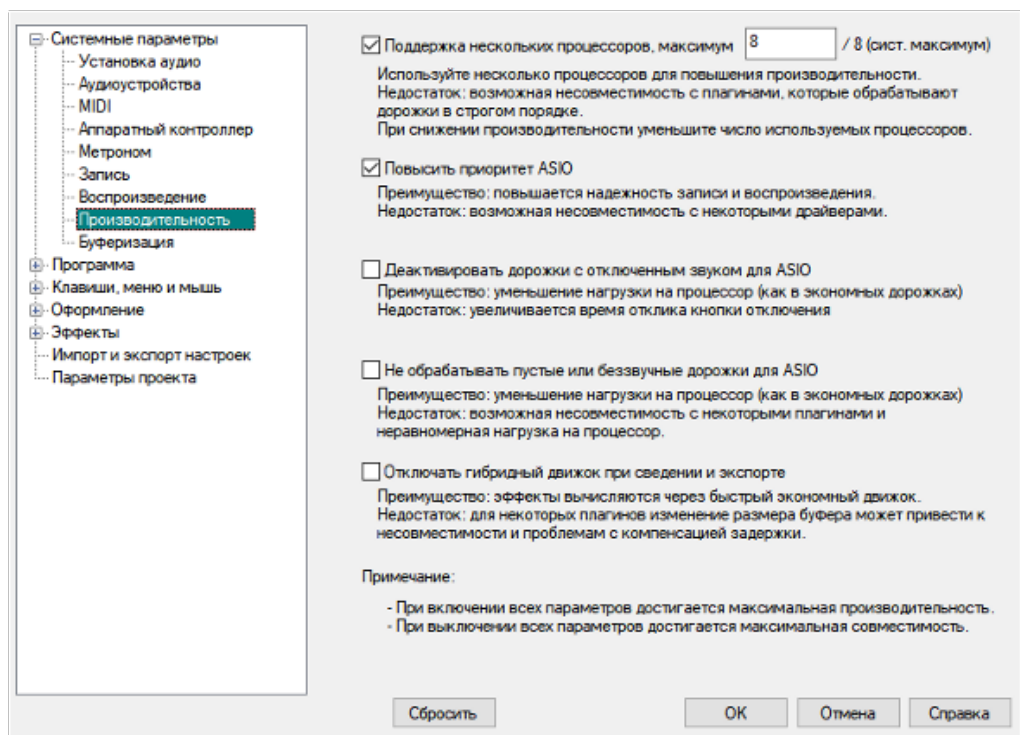 Системные параметры
Установка аудио
Аудиоустройства
MIDI
Аппаратный контроллер
Метроном
Запись
Воспроизведение
Производительность
Буферизация
Программа
Клавиши, меню и мышь
Оформление
Эффекты
Импорт и экспорт настроек
Параметры проекта
Поддержка нескольких процессоров, максимум 8 / 8 (сист. максимум)
Используйте несколько процессоров для повышения производительности.
Недостаток: возможная несовместимость с плагинами, которые обрабатывают
дорожки в строгом порядке.
При снижении производительности уменьшите число используемых процессоров.
Повысить приоритет ASIO
Преимущество: повышается надежность записи и воспроизведения.
Недостаток: возможная несовместимость с некоторыми драйверами.
Деактивировать дорожки с отключенным звуком для ASIO
Преимущество: уменьшение нагрузки на процессор (как в экономных дорожках)
Недостаток: увеличивается время отклика кнопки отключения
Не обрабатывать пустые или беззвучные дорожки для ASIO
Преимущество: уменьшение нагрузки на процессор (как в экономных дорожках)
Недостаток: возможная несовместимость с некоторыми плагинами и
неравномерная нагрузка на процессор.
Отключать гибридный движок при сведении и экспорте
Преимущество: эффекты вычисляются через быстрый экономный движок.
Недостаток: для некоторых плагинов изменение размера буфера может привести к
несовместимости и проблемам с компенсацией задержки.
Примечание:
- При включении всех параметров достигается максимальная производительность.
- При выключении всех параметров достигается максимальная совместимость.
Сбросить OK Отмена Справка